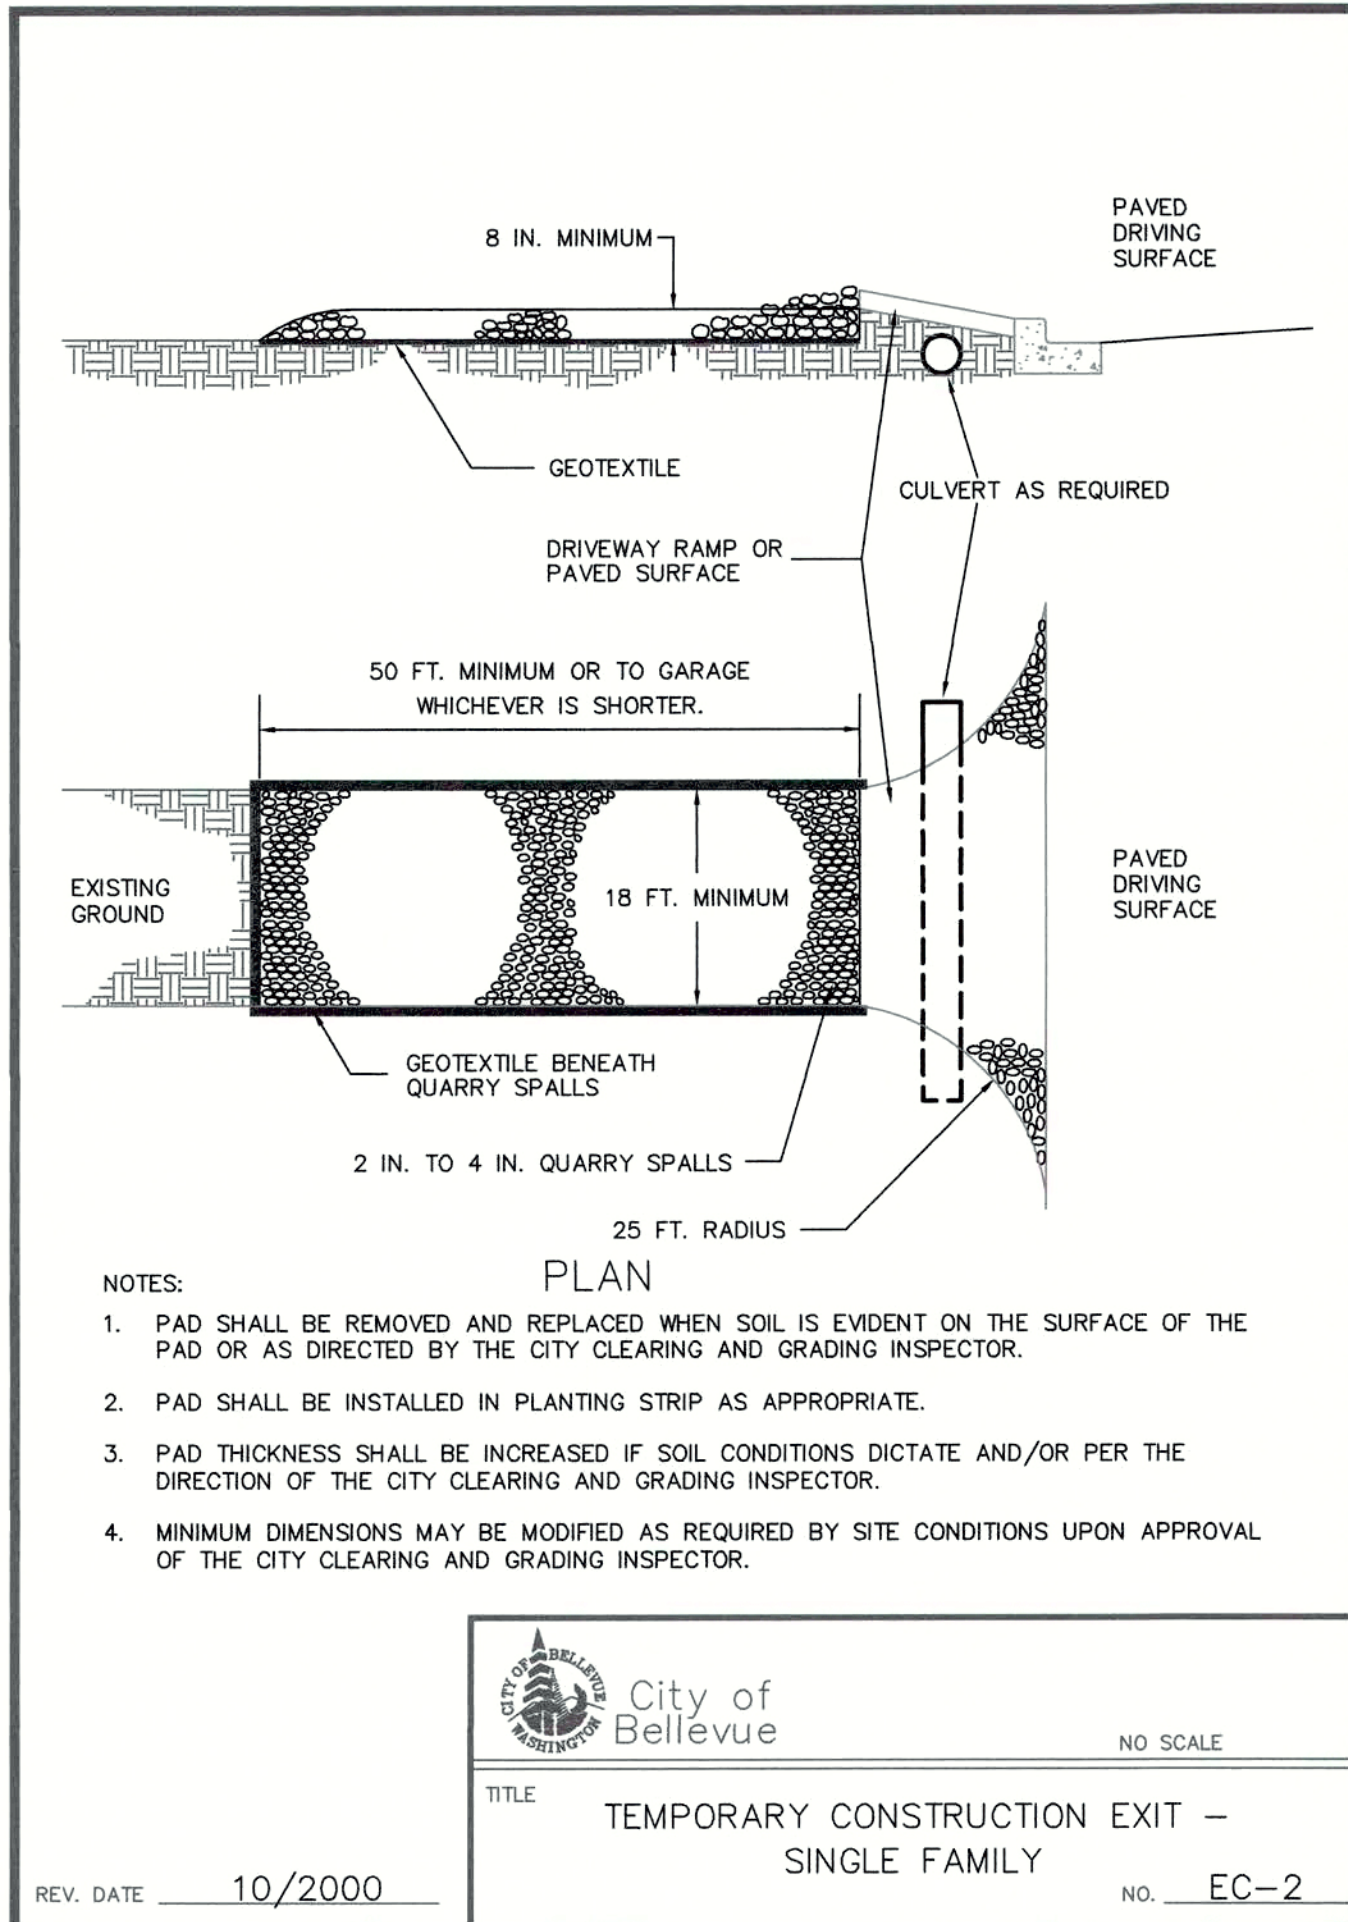 PAVED
DRIVING
SURFACE
8 IN. MINIMUM
GEOTEXTILE
CULVERT AS REQUIRED
DRIVEWAY RAMP OR
PAVED SURFACE
50 FT. MINIMUM OR TO GARAGE
WHICHEVER IS SHORTER.
EXISTING
GROUND
18 FT. MINIMUM
PAVED
DRIVING
SURFACE
GEOTEXTILE BENEATH
QUARRY SPALLS
2 IN. TO 4 IN. QUARRY SPALLS
25 FT. RADIUS
PLAN
NOTES:
1. PAD SHALL BE REMOVED AND REPLACED WHEN SOIL IS EVIDENT ON THE SURFACE OF THE
PAD OR AS DIRECTED BY THE CITY CLEARING AND GRADING INSPECTOR.
2. PAD SHALL BE INSTALLED IN PLANTING STRIP AS APPROPRIATE.
3. PAD THICKNESS SHALL BE INCREASED IF SOIL CONDITIONS DICTATE AND/OR PER THE
DIRECTION OF THE CITY CLEARING AND GRADING INSPECTOR.
4. MINIMUM DIMENSIONS MAY BE MODIFIED AS REQUIRED BY SITE CONDITIONS UPON APPROVAL
OF THE CITY CLEARING AND GRADING INSPECTOR.
CITY OF BELLEVUE
WASHINGTON
City of
Bellevue
NO SCALE
TITLE
TEMPORARY CONSTRUCTION EXIT –
SINGLE FAMILY
REV. DATE 10/2000
NO. EC-2